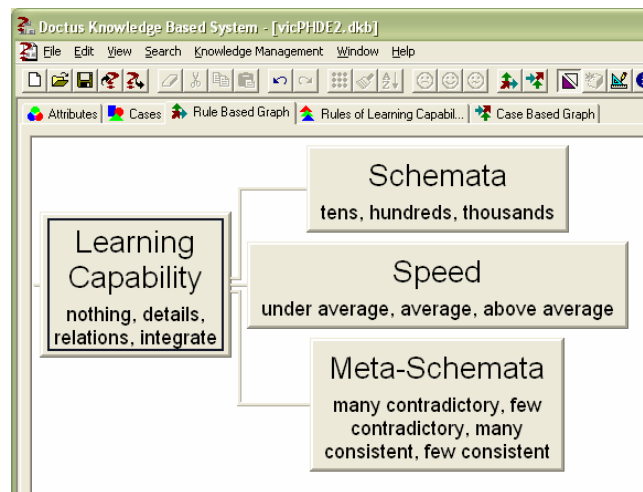 Doctus Knowledge Based System - [vicPHDE2.dkb]
File Edit View Search Knowledge Management Window Help
Attributes Cases Rule Based Graph Rules of Learning Capabil... Case Based Graph
Schemata
tens, hundreds, thousands
Learning
Capability
nothing, details,
relations, integrate
Speed
under average, average, above average
Meta-Schemata
many contradictory, few
contradictory, many
consistent, few consistent